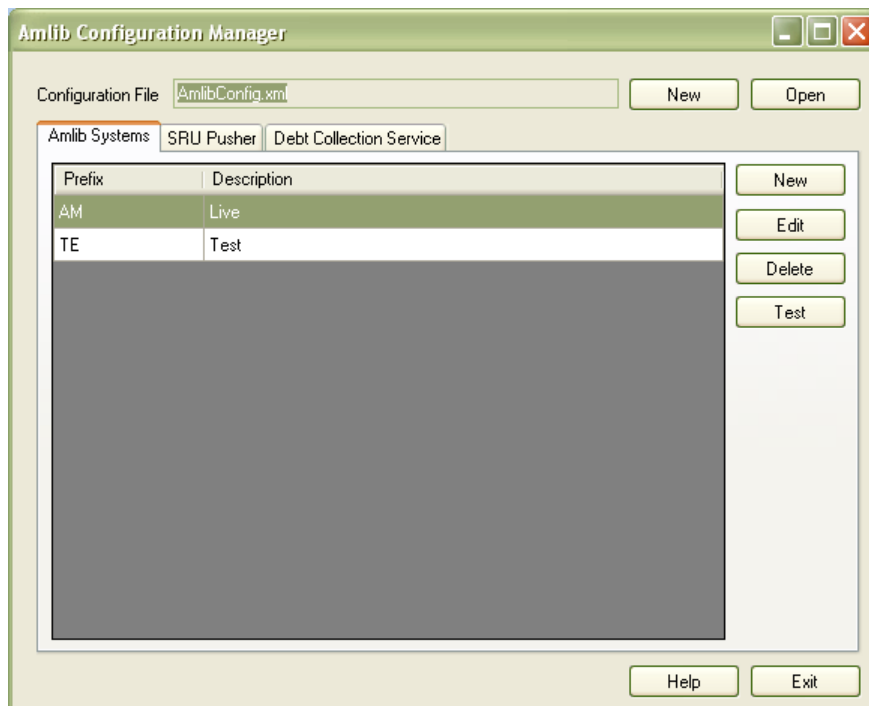 Amlib Configuration Manager
Configuration File AmlibConfig.xml New Open
Amlib Systems SRU Pusher Debt Collection Service
Prefix Description New
AM Live
Edit
TE Test
Delete
Test
Help Exit